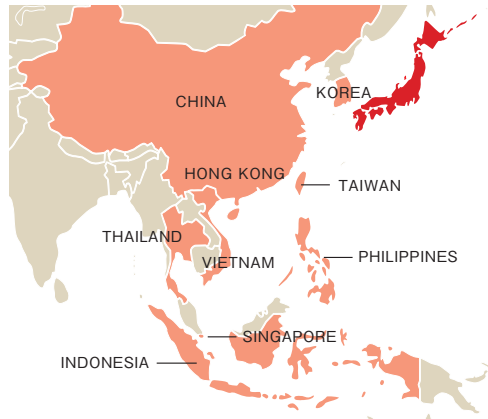 KOREA
CHINA
HONG KONG
TAIWAN
THAILAND
PHILIPPINES
VIETNAM
SINGAPORE
INDONESIA